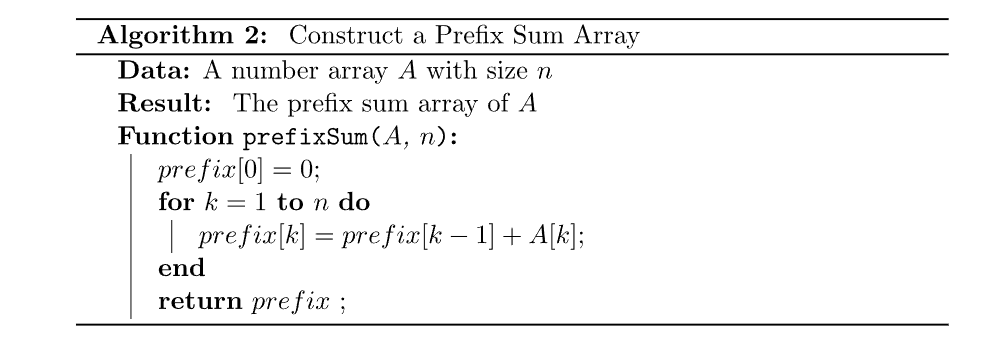 Algorithm 2: Construct a Prefix Sum Array
Data: A number array A with size n
Result: The prefix sum array of A
Function prefixSum(A, n):
prefix[0] = 0;
for k = 1 to n do
prefix[k] = prefix[k − 1] + A[k];
end
return prefix ;